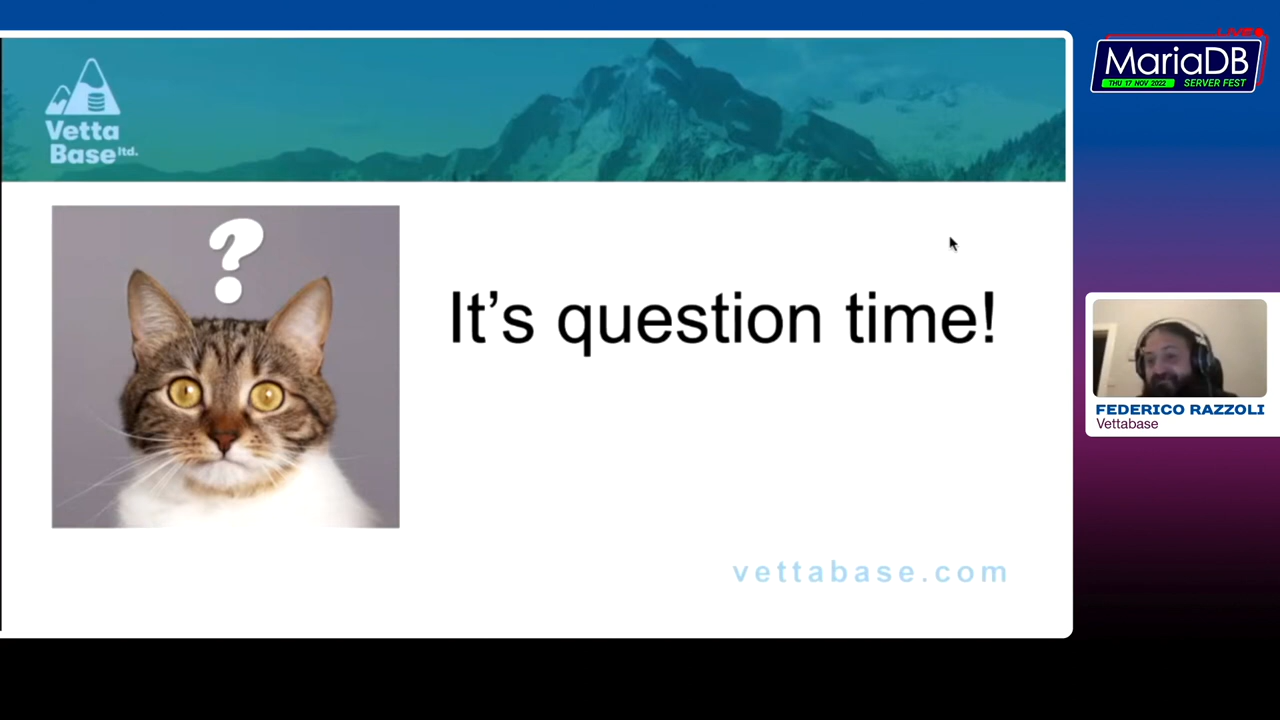 LIVE
MariaDB
THU 17 NOV 2022 SERVER FEST
Vetta
Base ltd.
?
It's question time!
vettabase.com
FEDERICO RAZZOLI
Vettabase